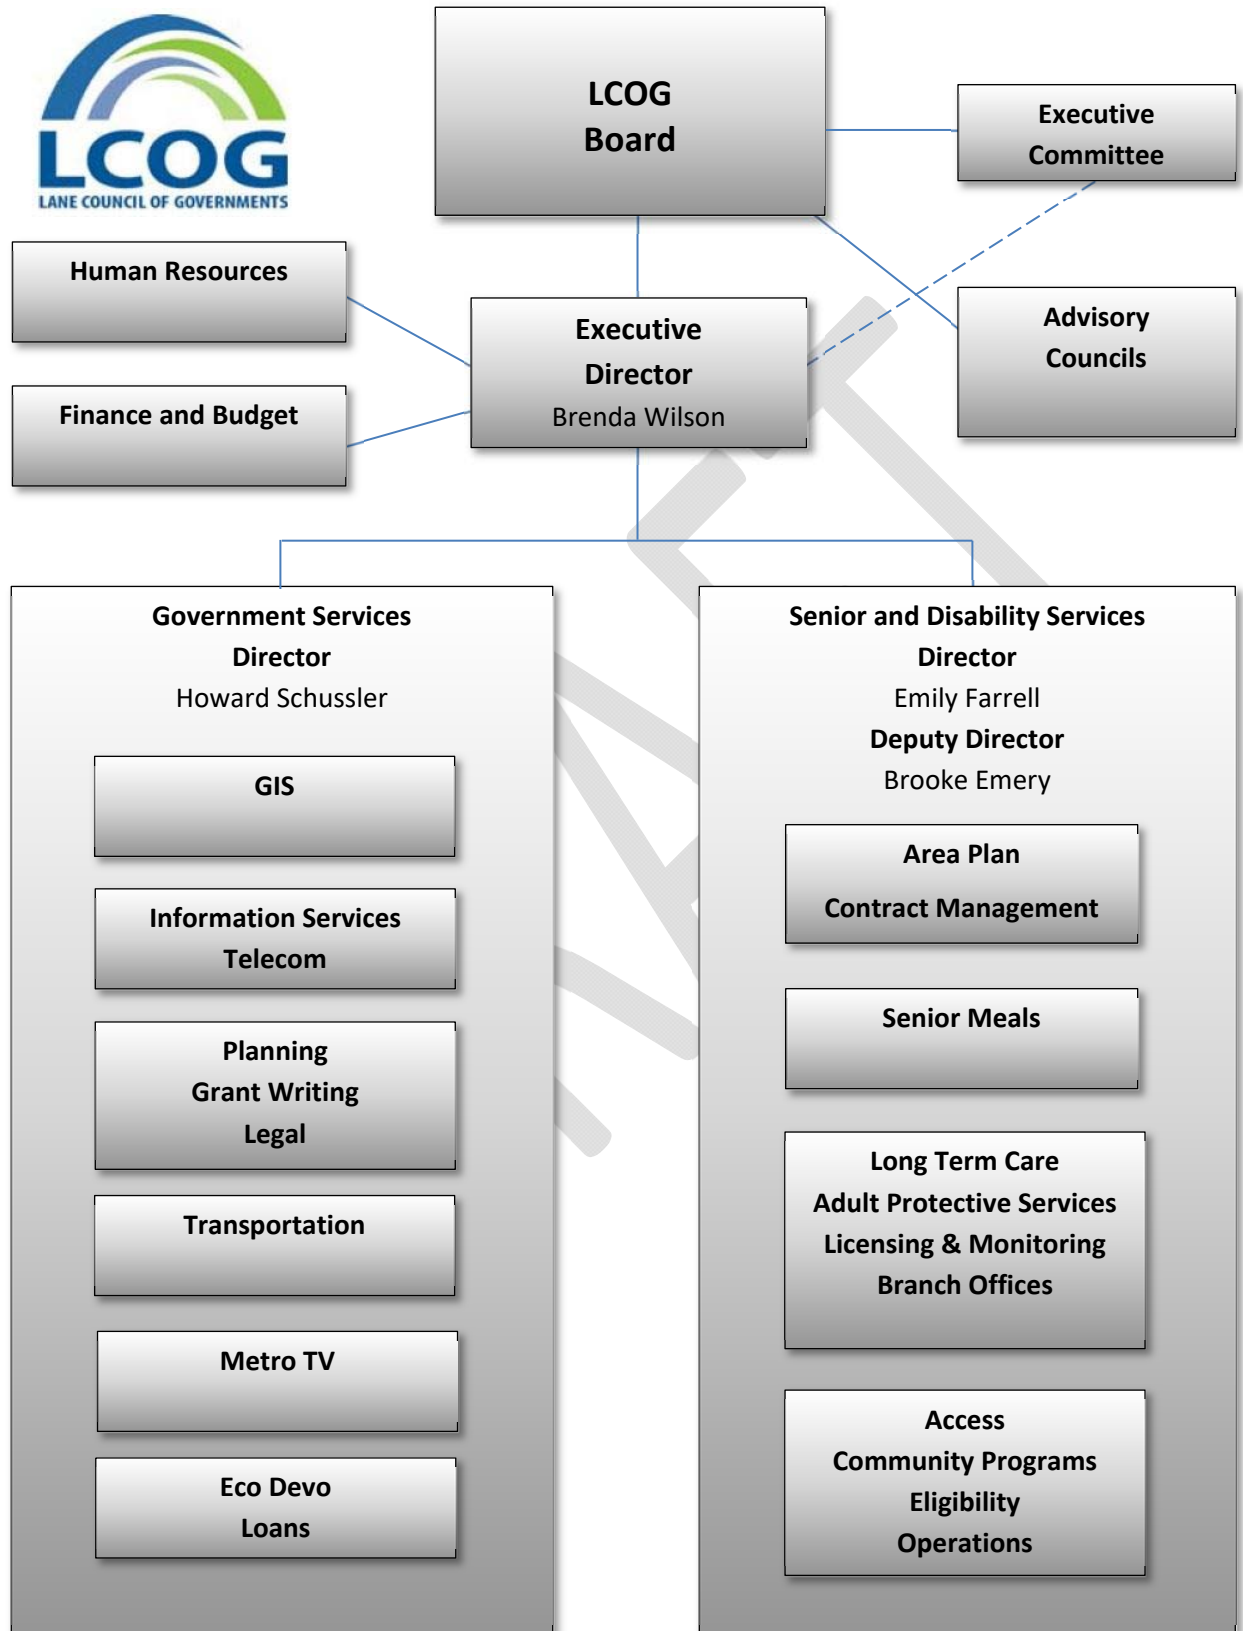 LCOG
LANE COUNCIL OF GOVERNMENTS
LCOG
Board
Executive
Committee
Human Resources
Executive
Director
Brenda Wilson
Advisory
Councils
Finance and Budget
Government Services
Director
Howard Schussler
GIS
Information Services
Telecom
Planning
Grant Writing
Legal
Transportation
Metro TV
Eco Devo
Loans
Senior and Disability Services
Director
Emily Farrell
Deputy Director
Brooke Emery
Area Plan
Contract Management
Senior Meals
Long Term Care
Adult Protective Services
Licensing & Monitoring
Branch Offices
Access
Community Programs
Eligibility
Operations